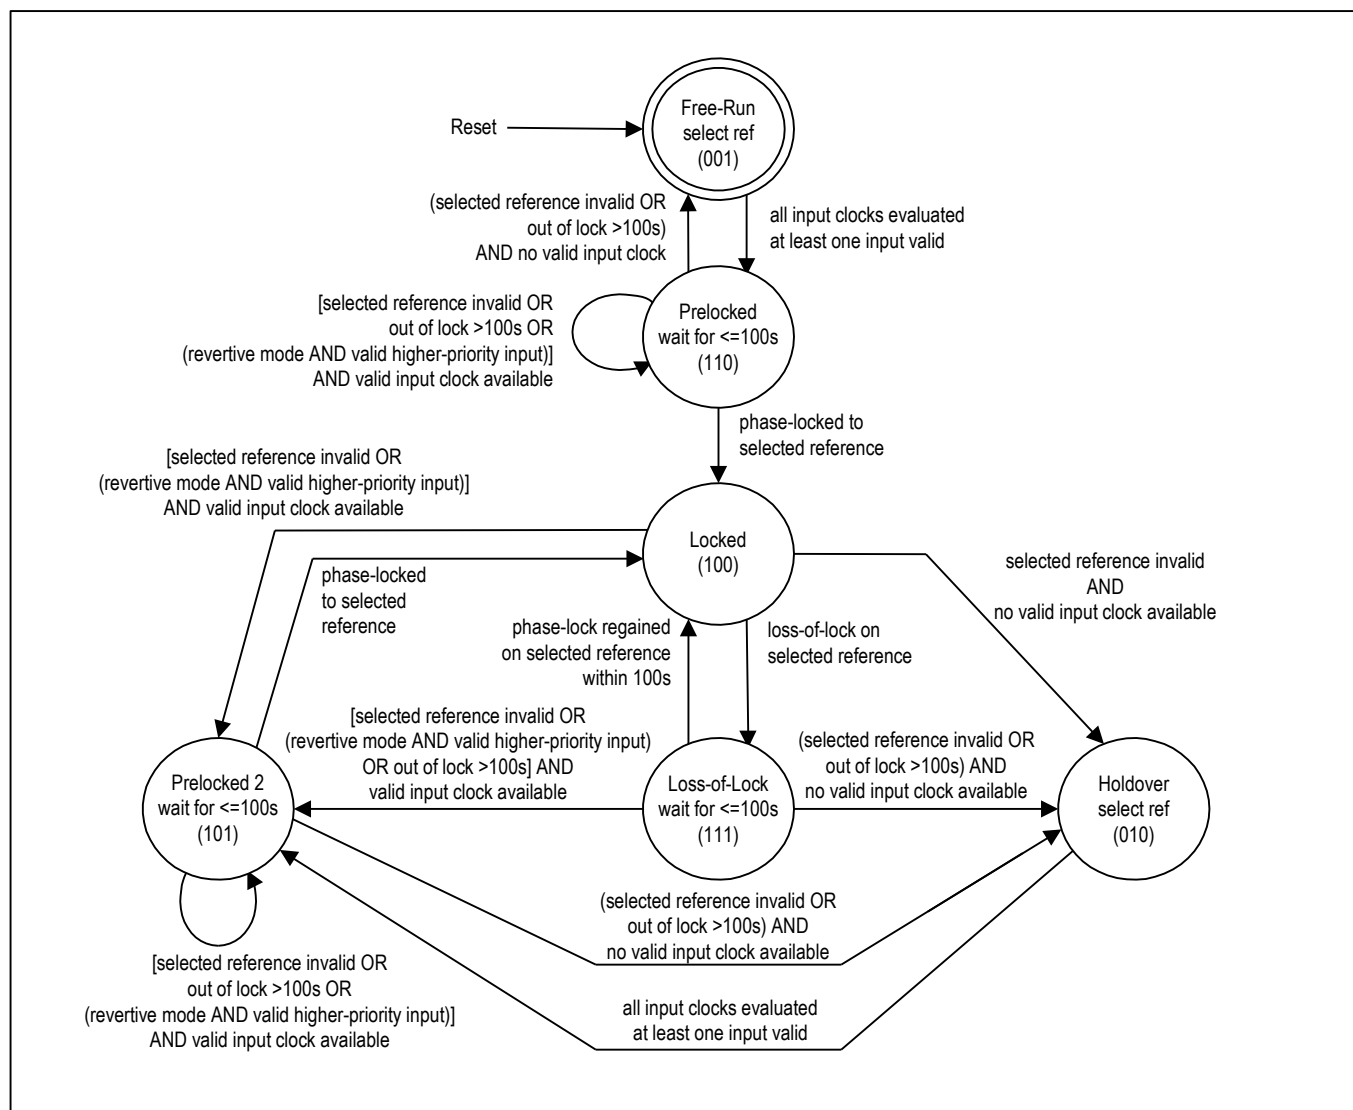 Free-Run
select ref
(001)
Reset
(selected reference invalid OR
out of lock >100s)
AND no valid input clock
all input clocks evaluated
at least one input valid
[selected reference invalid OR
out of lock >100s OR
(revertive mode AND valid higher-priority input)]
AND valid input clock available
Prelocked
wait for <=100s
(110)
phase-locked to
selected reference
[selected reference invalid OR
(revertive mode AND valid higher-priority input)]
AND valid input clock available
Locked
(100)
phase-locked
to selected
reference
selected reference invalid
AND
no valid input clock available
phase-lock regained
on selected reference
within 100s
loss-of-lock on
selected reference
[selected reference invalid OR
(revertive mode AND valid higher-priority input)
OR out of lock >100s] AND
valid input clock available
(selected reference invalid OR
out of lock >100s) AND
no valid input clock available
Prelocked 2
wait for <=100s
(101)
Loss-of-Lock
wait for <=100s
(111)
Holdover
select ref
(010)
(selected reference invalid OR
out of lock >100s) AND
no valid input clock available
[selected reference invalid OR
out of lock >100s OR
(revertive mode AND valid higher-priority input)]
AND valid input clock available
all input clocks evaluated
at least one input valid